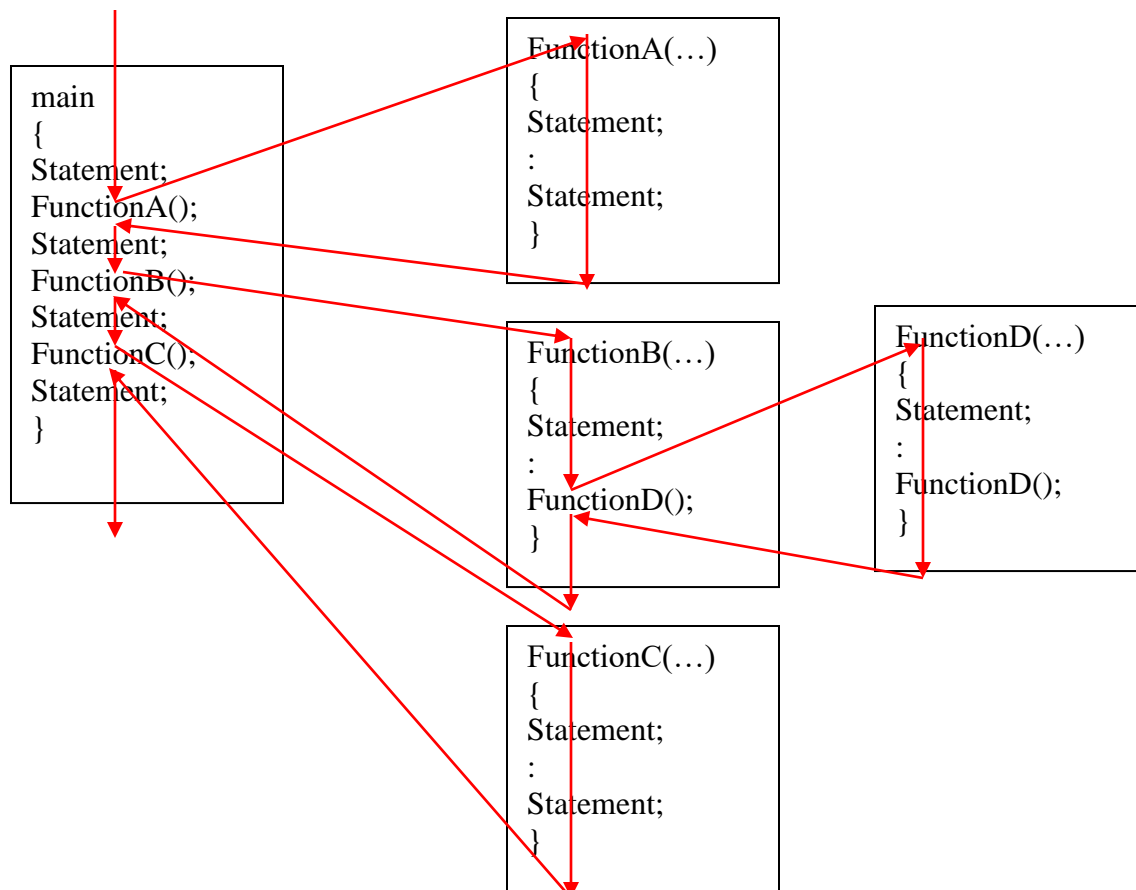 main
{
Statement;
FunctionA();
Statement;
FunctionB();
Statement;
FunctionC();
Statement;
}
FunctionA(…)
{
Statement;
:
Statement;
}
FunctionB(…)
{
Statement;
:
FunctionD();
}
FunctionD(…)
{
Statement;
:
FunctionD();
}
FunctionC(…)
{
Statement;
:
Statement;
}